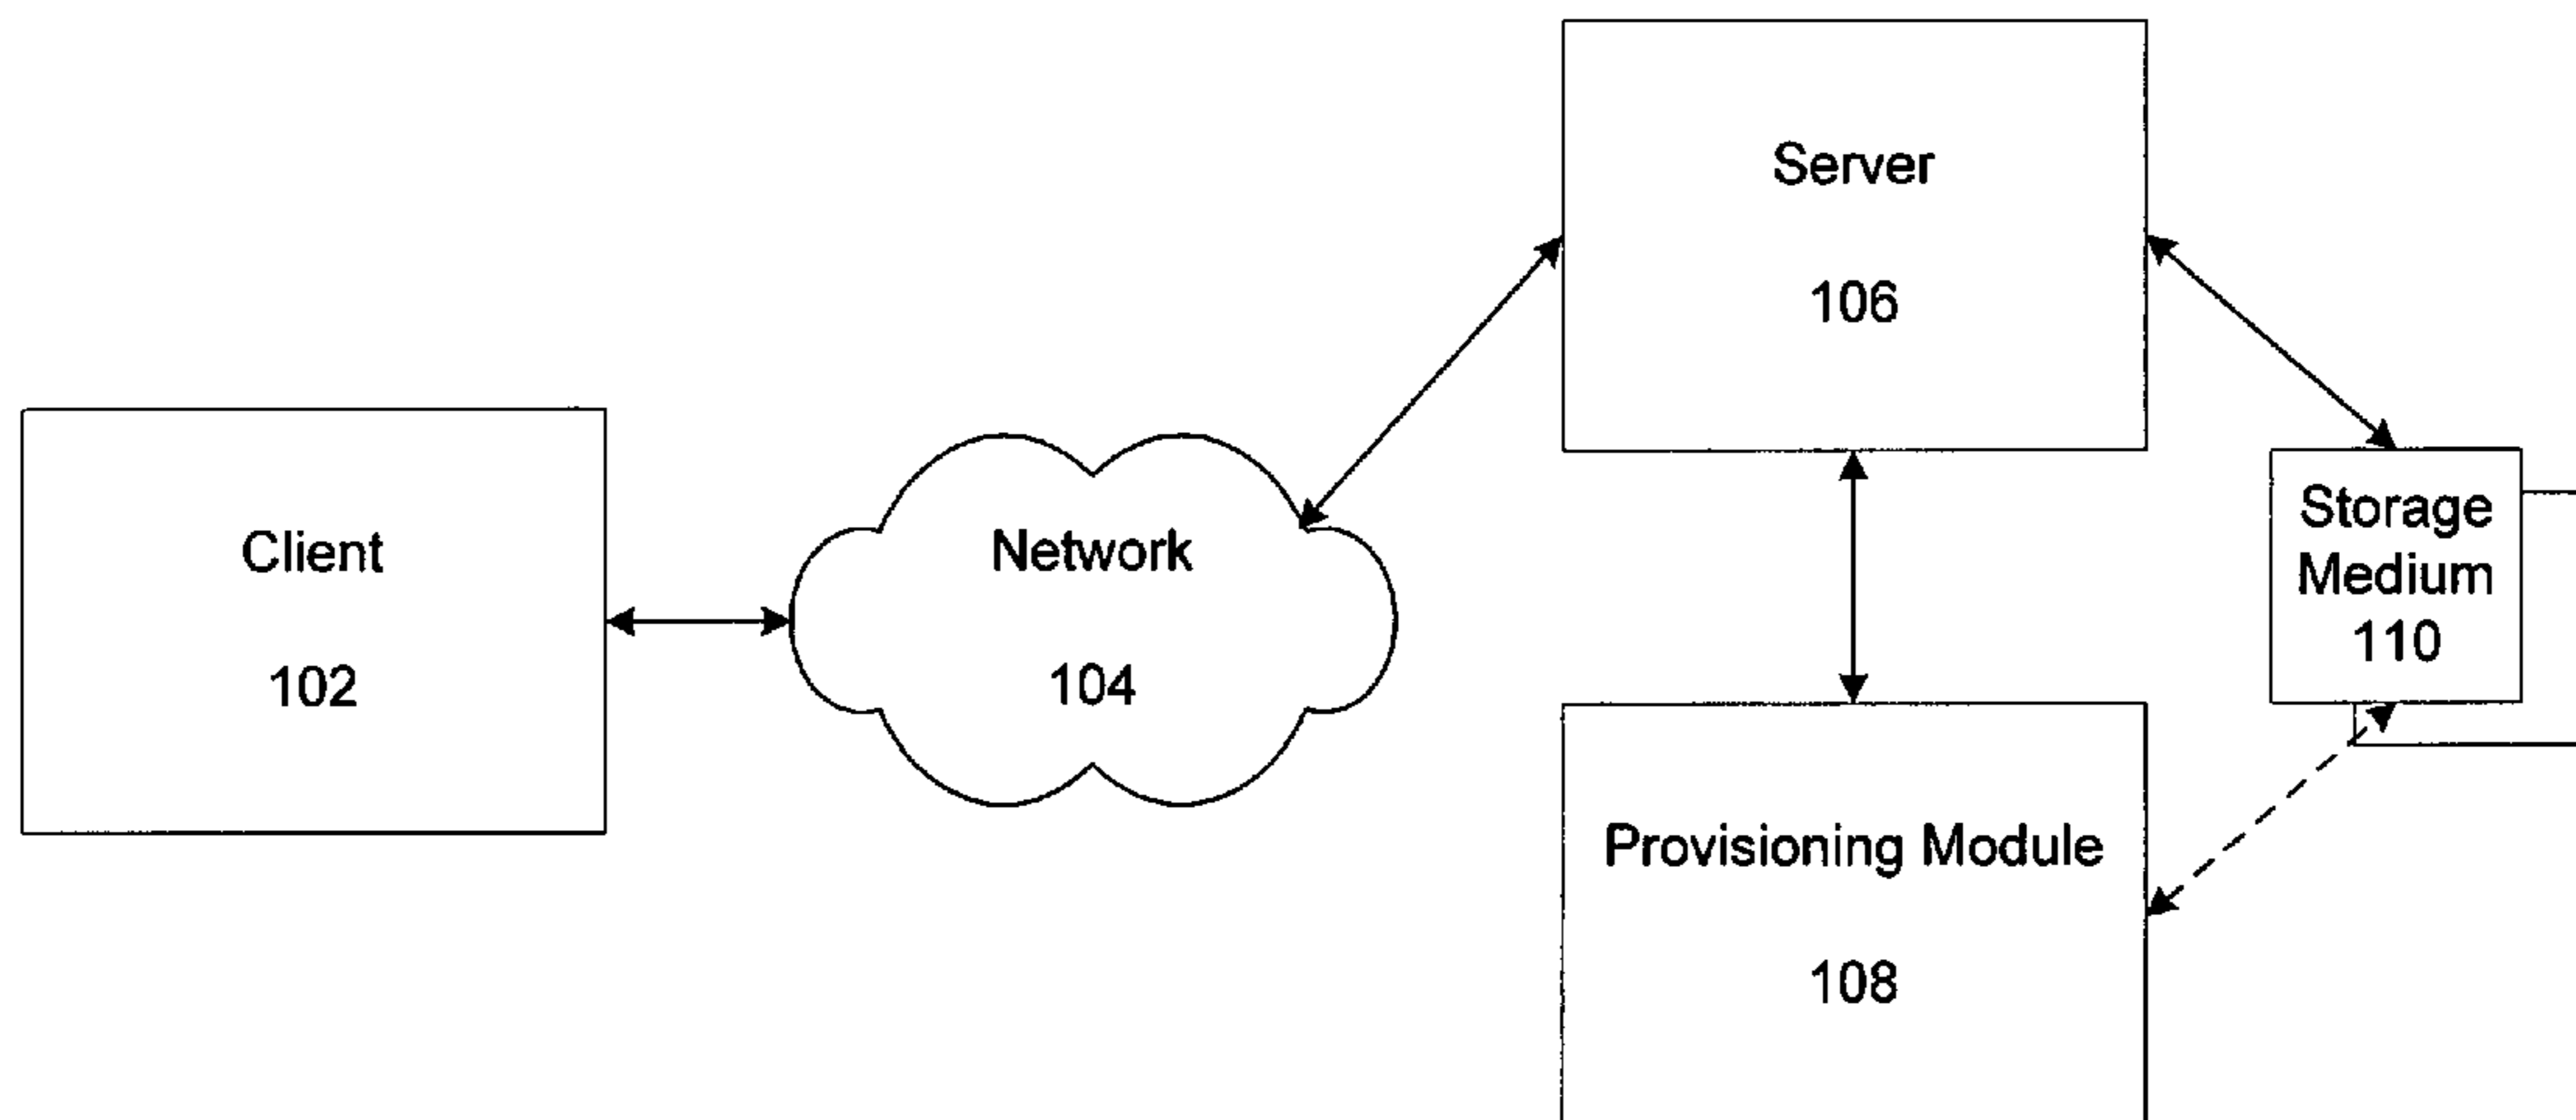 Server
106
Client
102
Network
104
Storage
Medium
110
Provisioning Module
108